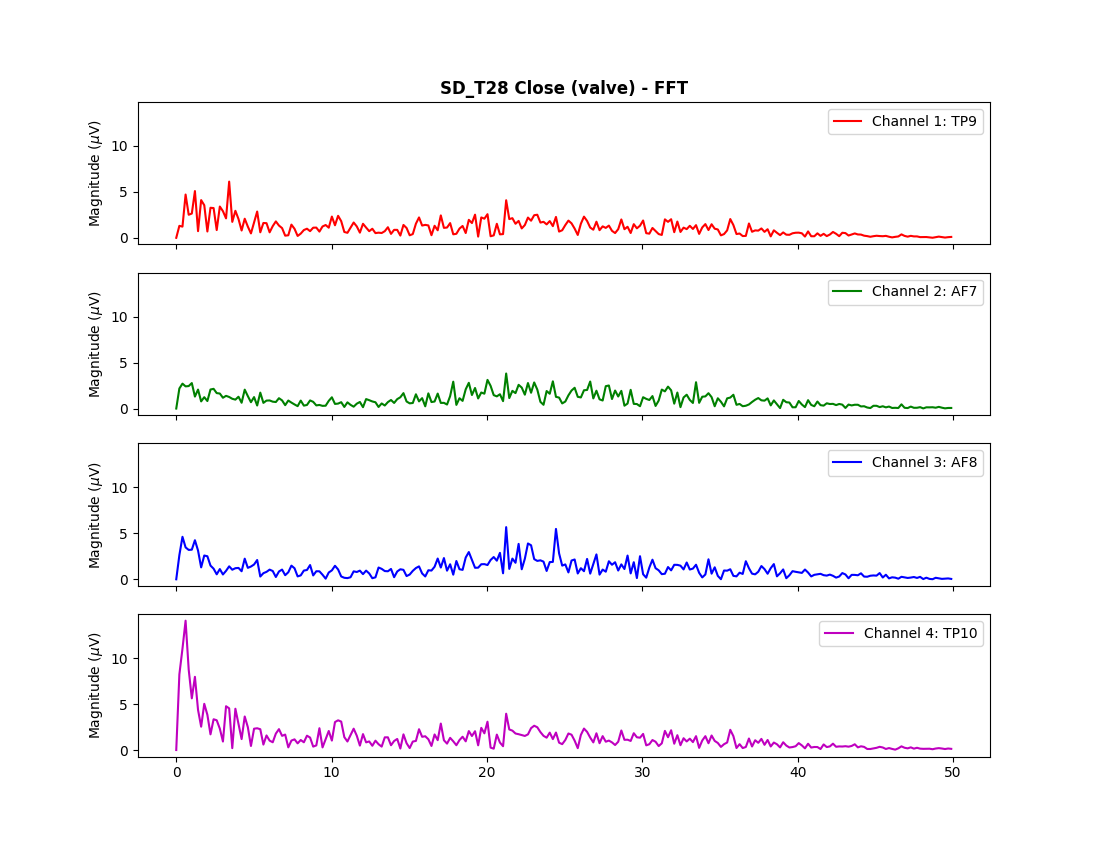 SD_T28 Close (valve) - FFT
Magnitude (μV)
10
5
0
Channel 1: TP9
Magnitude (μV)
10
5
0
Channel 2: AF7
Magnitude (μV)
10
5
0
Channel 3: AF8
Magnitude (μV)
10
5
0
Channel 4: TP10
0 10 20 30 40 50